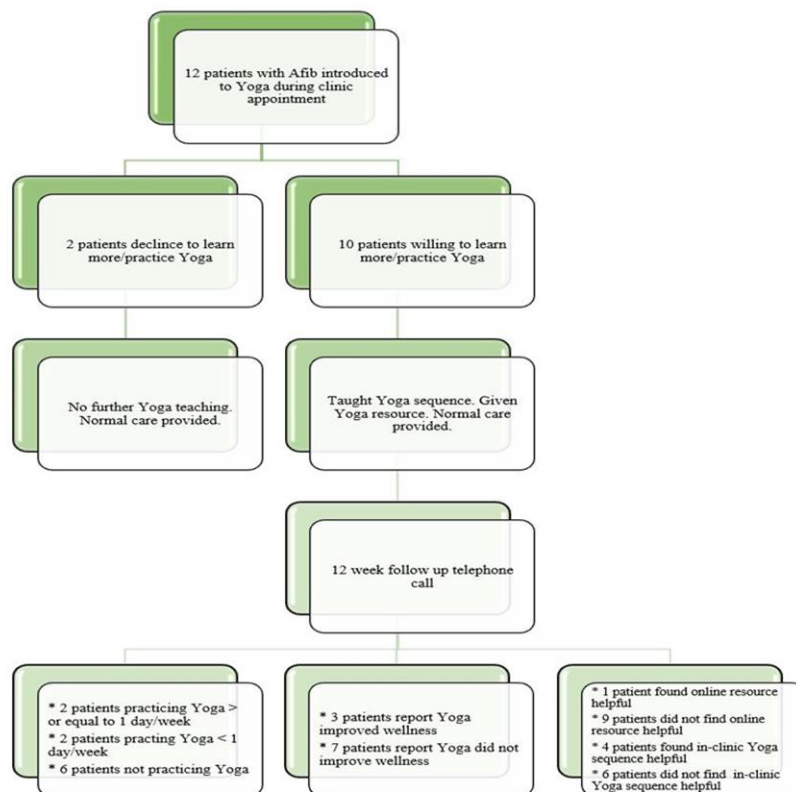 12 patients with Afib introduced
to Yoga during clinic
appointment
2 patients declince to learn
more/practice Yoga
10 patients willing to learn
more/practice Yoga
No further Yoga teaching.
Normal care provided.
Taught Yoga sequence. Given
Yoga resource. Normal care
provided.
12 week follow up telephone
call
* 2 patients practicing Yoga >
or equal to 1 day/week
* 2 patients practing Yoga < 1
day/week
* 6 patients not practicing Yoga
* 3 patients report Yoga
improved wellness
* 7 patients report Yoga did not
improve wellness
* 1 patient found online resource
helpful
* 9 patients did not find online
resource helpful
* 4 patients found in-clinic Yoga
sequence helpful
* 6 patients did not find in-clinic
Yoga sequence helpful